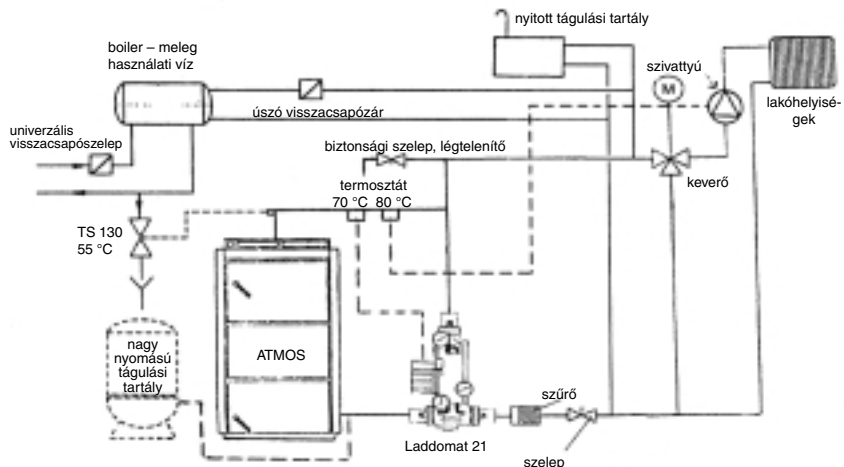 nyitott tágulási tartály
boiler – meleg
használati víz
szivattyú
M
lakóhelyisé-
gek
úszó visszacsapózár
univerzális
visszacsapószelep
biztonsági szelep, légtelenítő
keverő
termosztát
70 °C 80 °C
TS 130
55 °C
nagy
nyomású
tágulási
tartály
ATMOS
szűrő
Laddomat 21
szelep